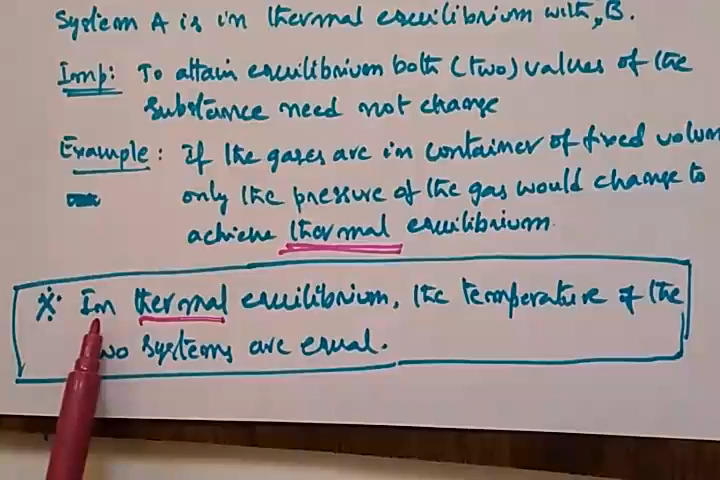 System A is in thermal equilibrium with, B.
Imp: To attain equilibrium both (two) values of the
substance need not change
Example: If the gases are in container of fixed volum
only the pressure of the gas would change to
achieve thermal equilibrium.
※ In thermal equilibrium, the temperature of the
two systems are equal.